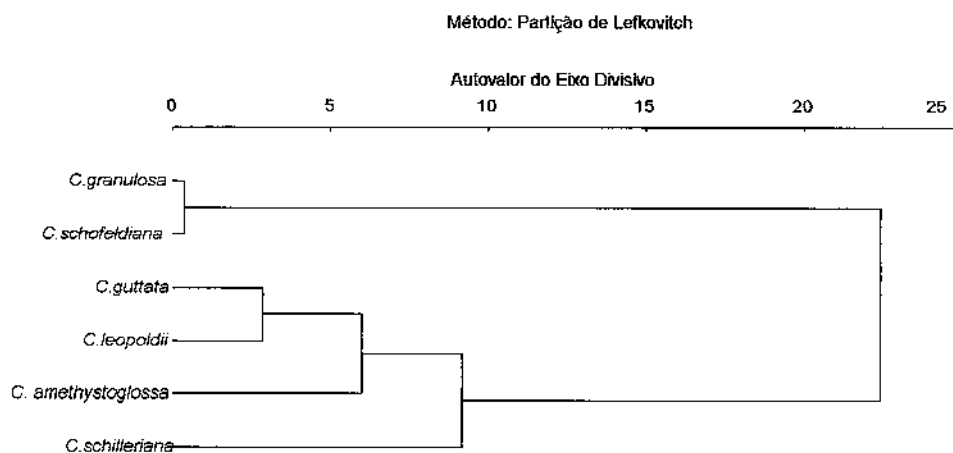 Método: Partição de Lefkovitch
Autovalor do Eixo Divisivo
0 5 10 15 20 25
C.granulosa
C.schofeldiana
C.guttata
C.leopoldii
C. amethystoglossa
C.schilleriana